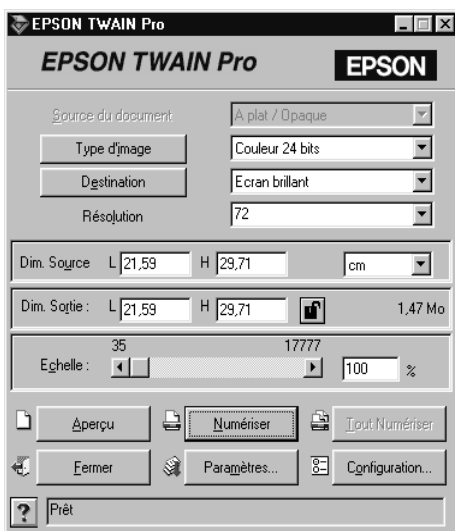 EPSON TWAIN Pro
EPSON TWAIN Pro EPSON
Source du document A plat / Opaque
Type d'image Couleur 24 bits
Destination Ecran brillant
Résolution 72
Dim. Source L 21,59 H 29,71 cm
Dim. Sortie : L 21,59 H 29,71 1,47 Mo
35 17777
Echelle : 100 %
Aperçu Numériser Tout Numériser
Fermer Paramètres... Configuration...
? Prêt